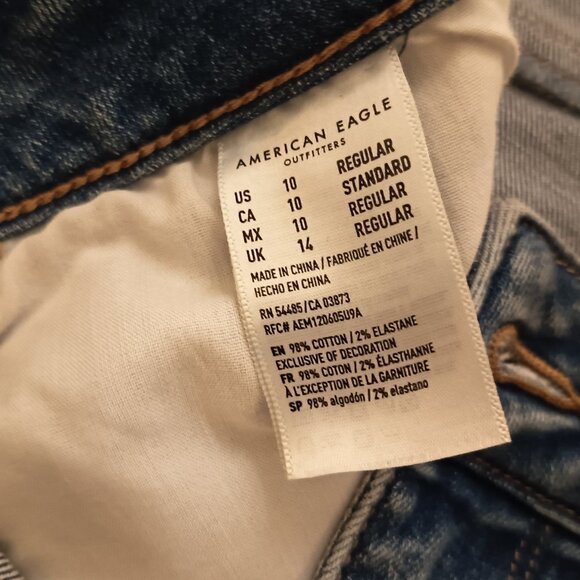 AMERICAN EAGLE
OUTFITTERS
US 10 REGULAR
CA 10 STANDARD
MX 10 REGULAR
UK 14 REGULAR
MADE IN CHINA / FABRIQUÉ EN CHINE /
HECHO EN CHINA
RN 54485/CA 03873
RFC# AEM120605U9A
EN 98% COTTON / 2% ELASTANE
EXCLUSIVE OF DECORATION
FR 98% COTON / 2% ÉLASTHANNE
À L'EXCEPTION DE LA GARNITURE
SP 98% algodón / 2% elastano